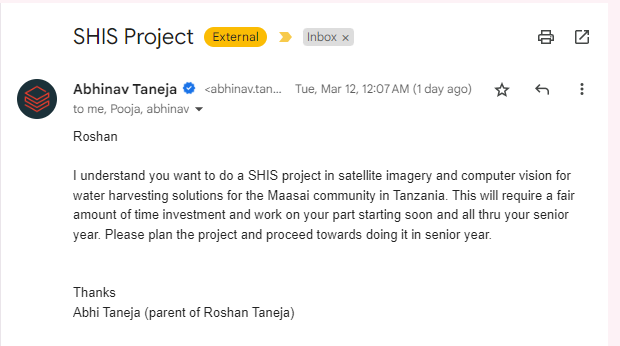 SHIS Project External Inbox ×
Abhinav Taneja <abhinav.tan... Tue, Mar 12, 12:07 AM (1 day ago)
to me, Pooja, abhinav
Roshan
I understand you want to do a SHIS project in satellite imagery and computer vision for
water harvesting solutions for the Maasai community in Tanzania. This will require a fair
amount of time investment and work on your part starting soon and all thru your senior
year. Please plan the project and proceed towards doing it in senior year.
Thanks
Abhi Taneja (parent of Roshan Taneja)